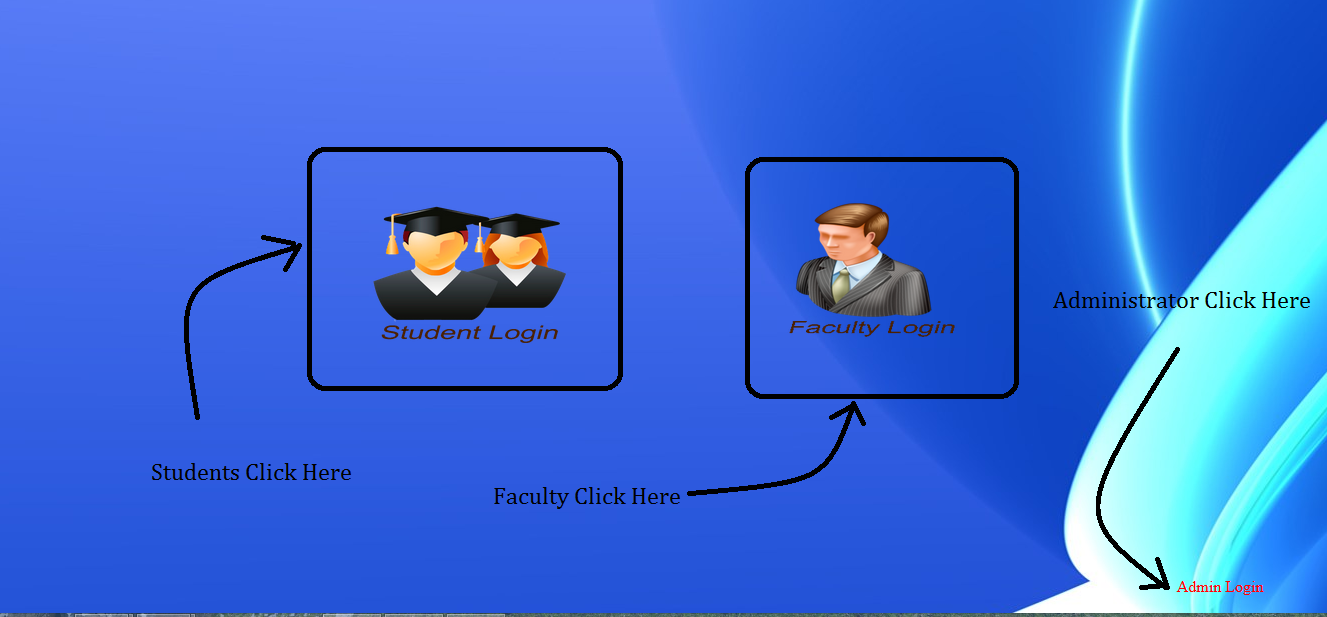 Student Login
Faculty Login
Administrator Click Here
Students Click Here
Faculty Click Here
Admin Login